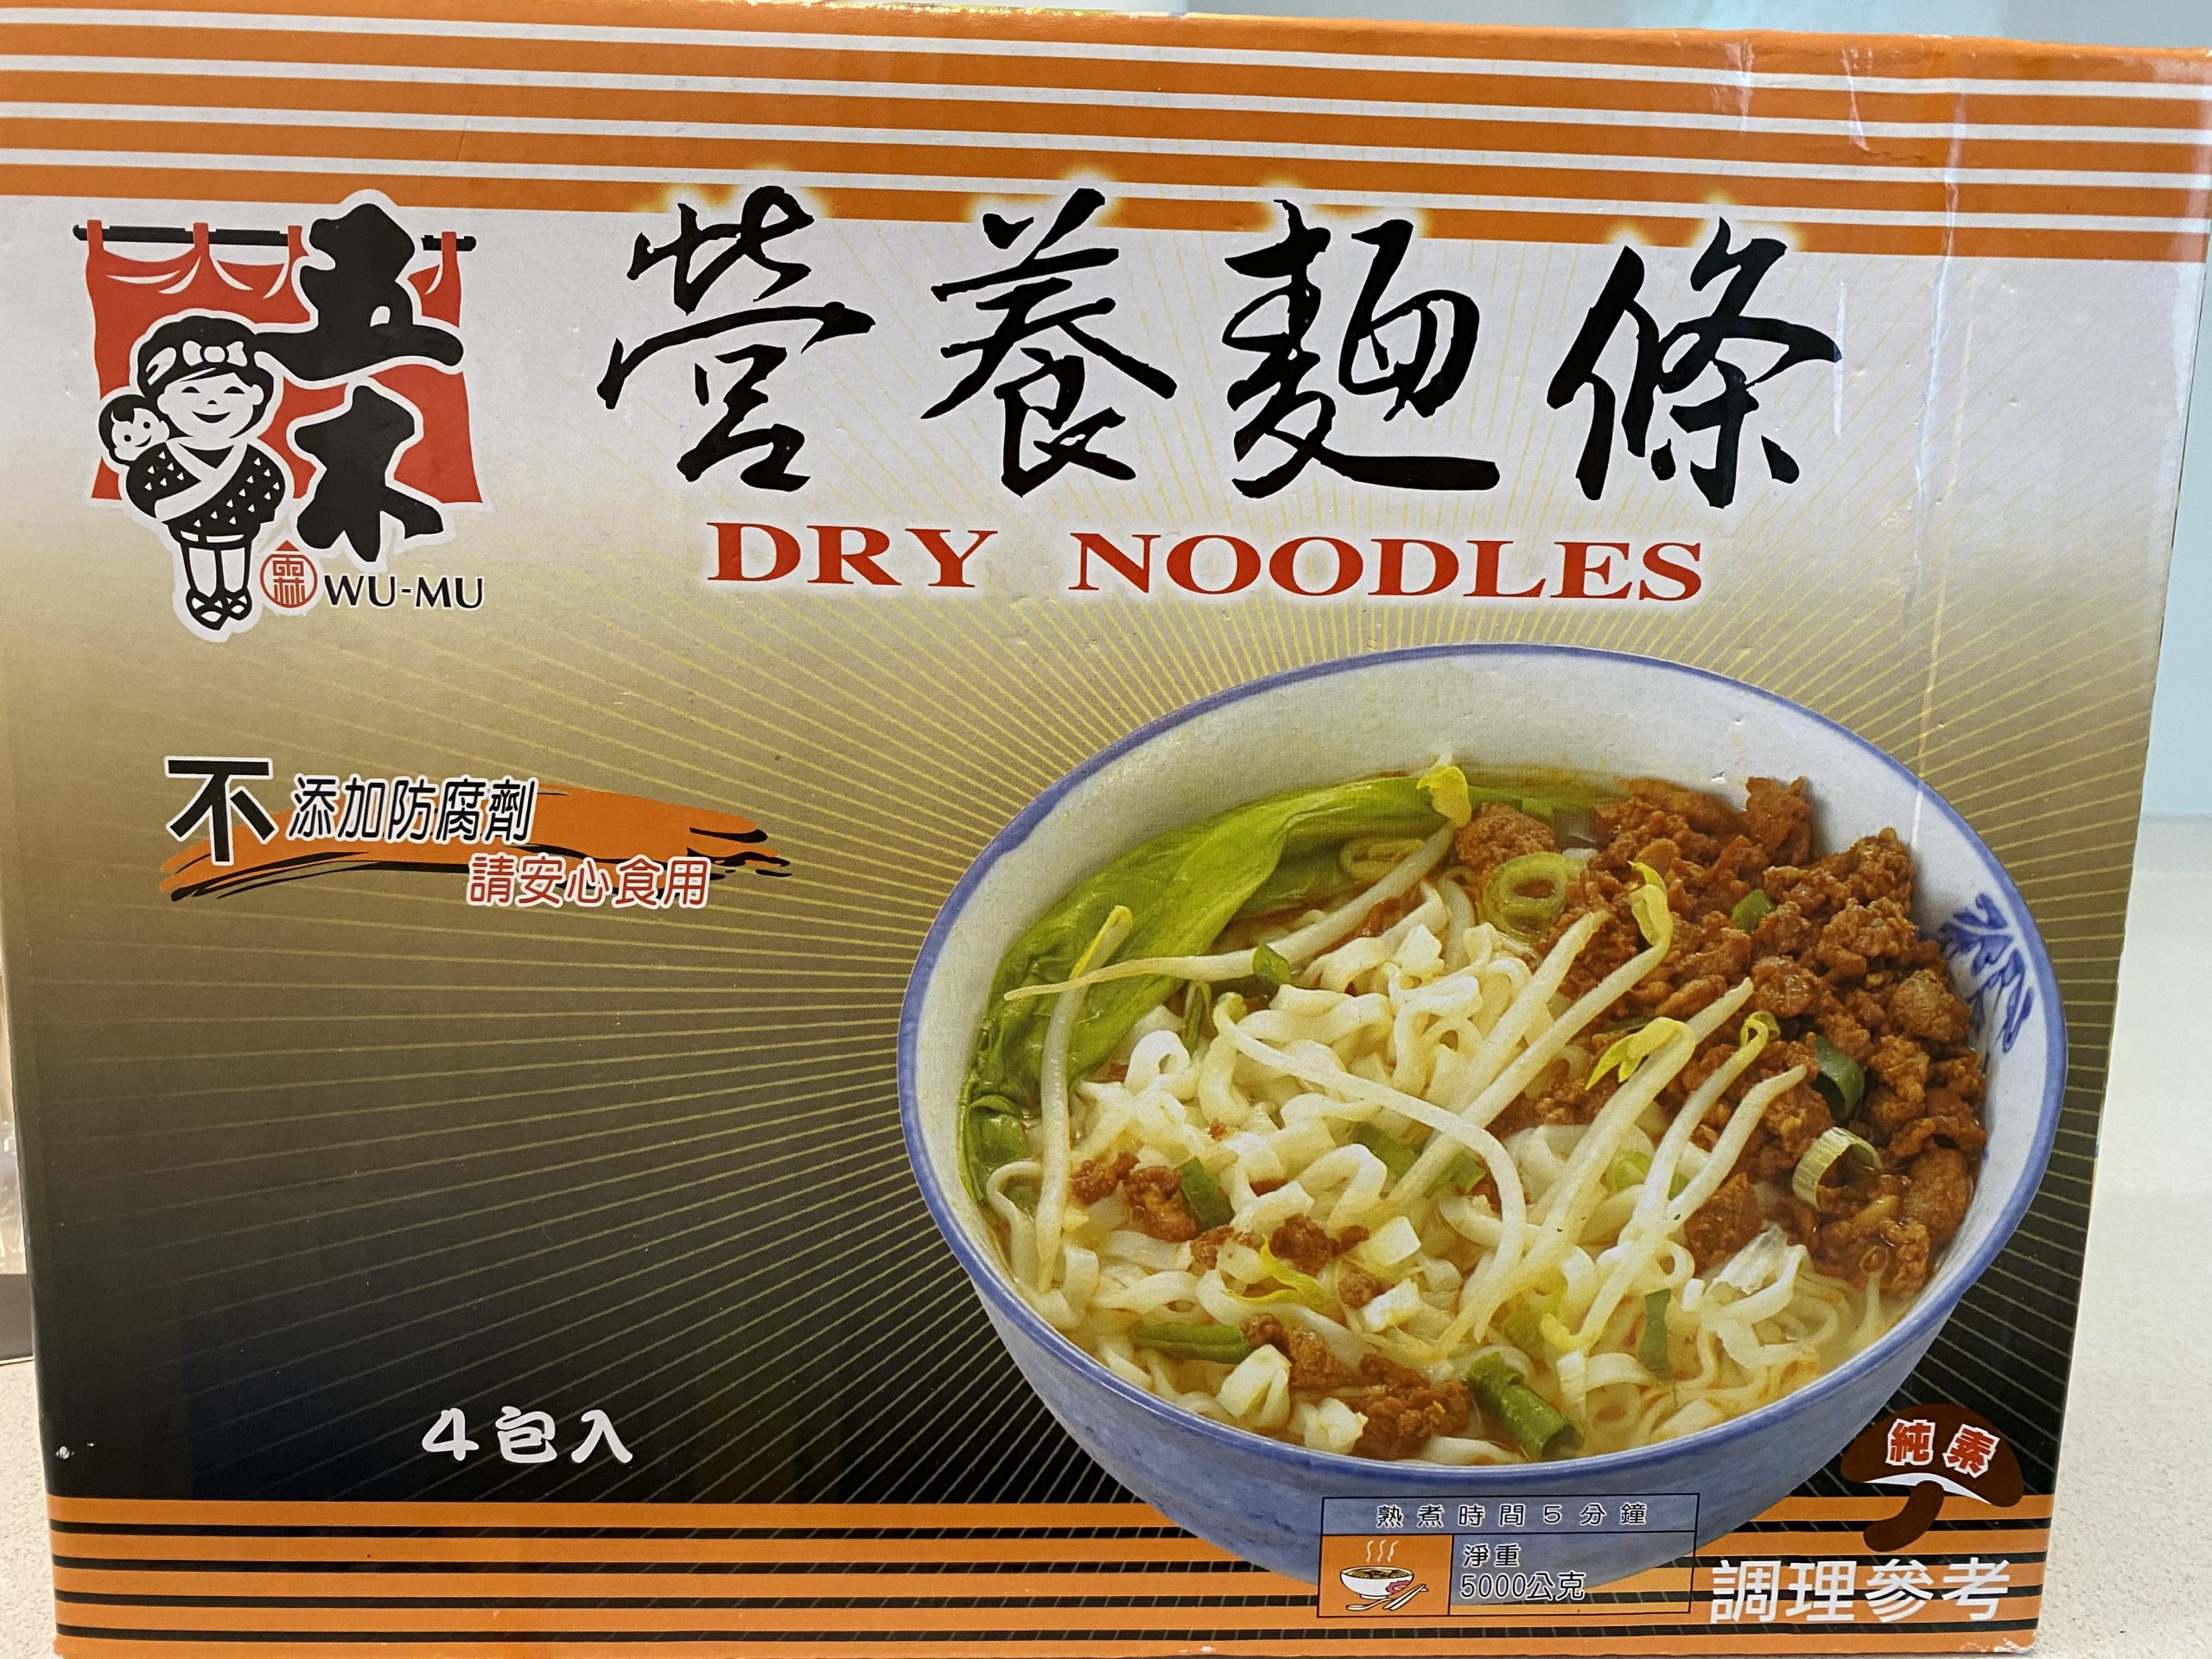 五木
WU-MU
營養麵條
DRY NOODLES
不添加防腐劑
請安心食用
4包入
純素
熟煮時間5分鐘
淨重
5000公克
調理參考